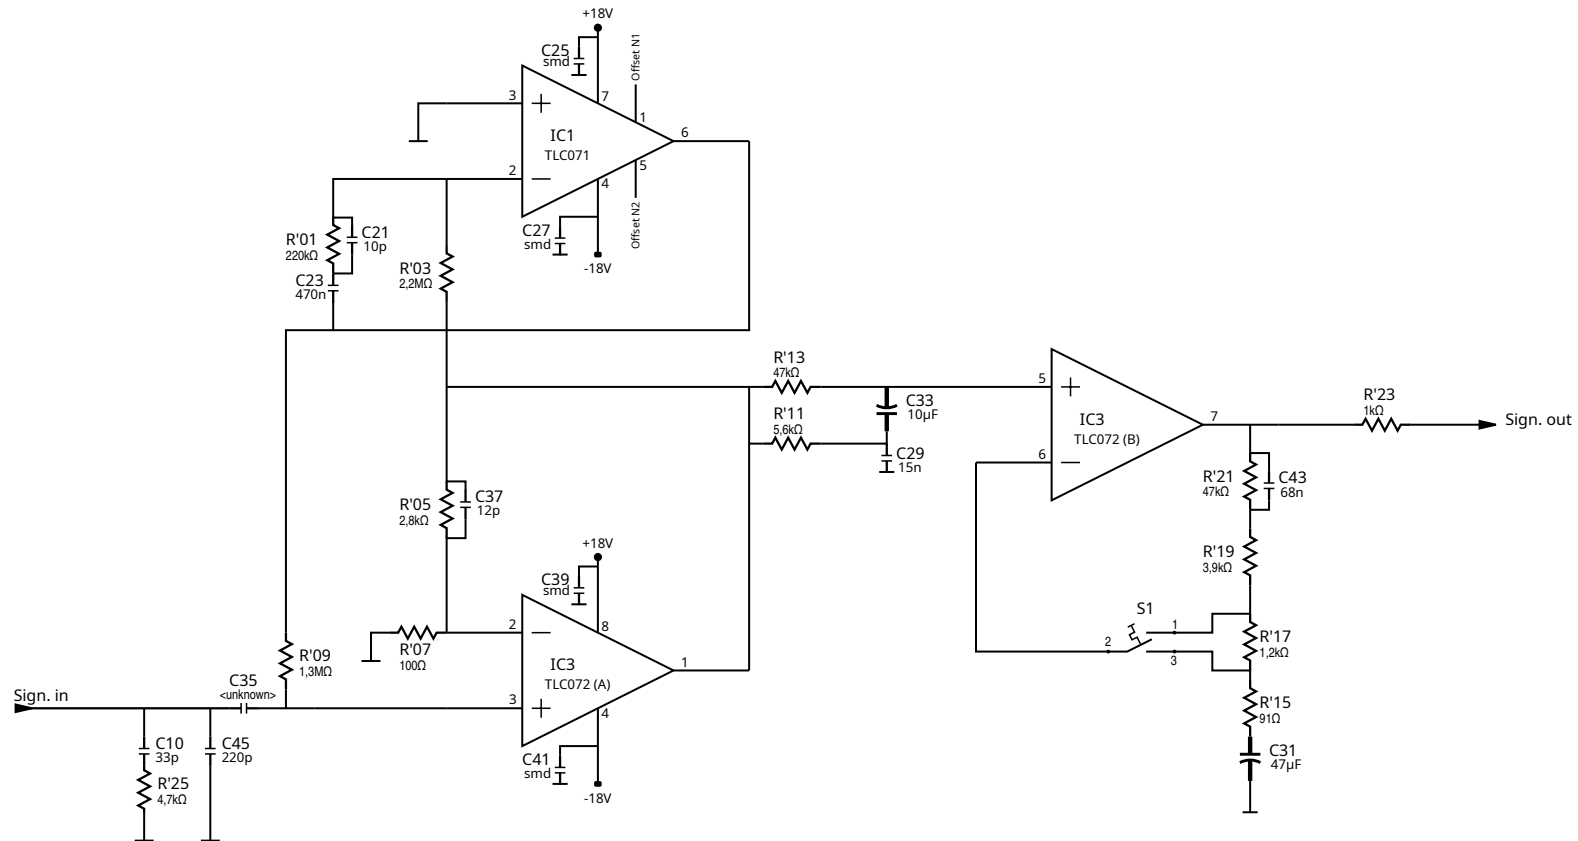 +18V
C25
smd
Offset N1
3
7
1
IC1
TLC071
6
2
5
4
Offset N2
C27
smd
-18V
R'01
220kΩ
C21
10p
C23
470n
R'03
2,2MΩ
R'13
47kΩ
R'11
5,6kΩ
C33
10µF
C29
15n
5
IC3
TLC072 (B)
6
7
R'23
1kΩ
Sign. out
R'21
47kΩ
C43
68n
R'19
3,9kΩ
S1
1
2
3
R'17
1,2kΩ
R'15
91Ω
C31
47µF
R'05
2,8kΩ
C37
12p
+18V
C39
smd
8
2
R'07
100Ω
IC3
TLC072 (A)
1
3
4
C41
smd
-18V
R'09
1,3MΩ
C35
<unknown>
Sign. in
C10
33p
R'25
4,7kΩ
C45
220p